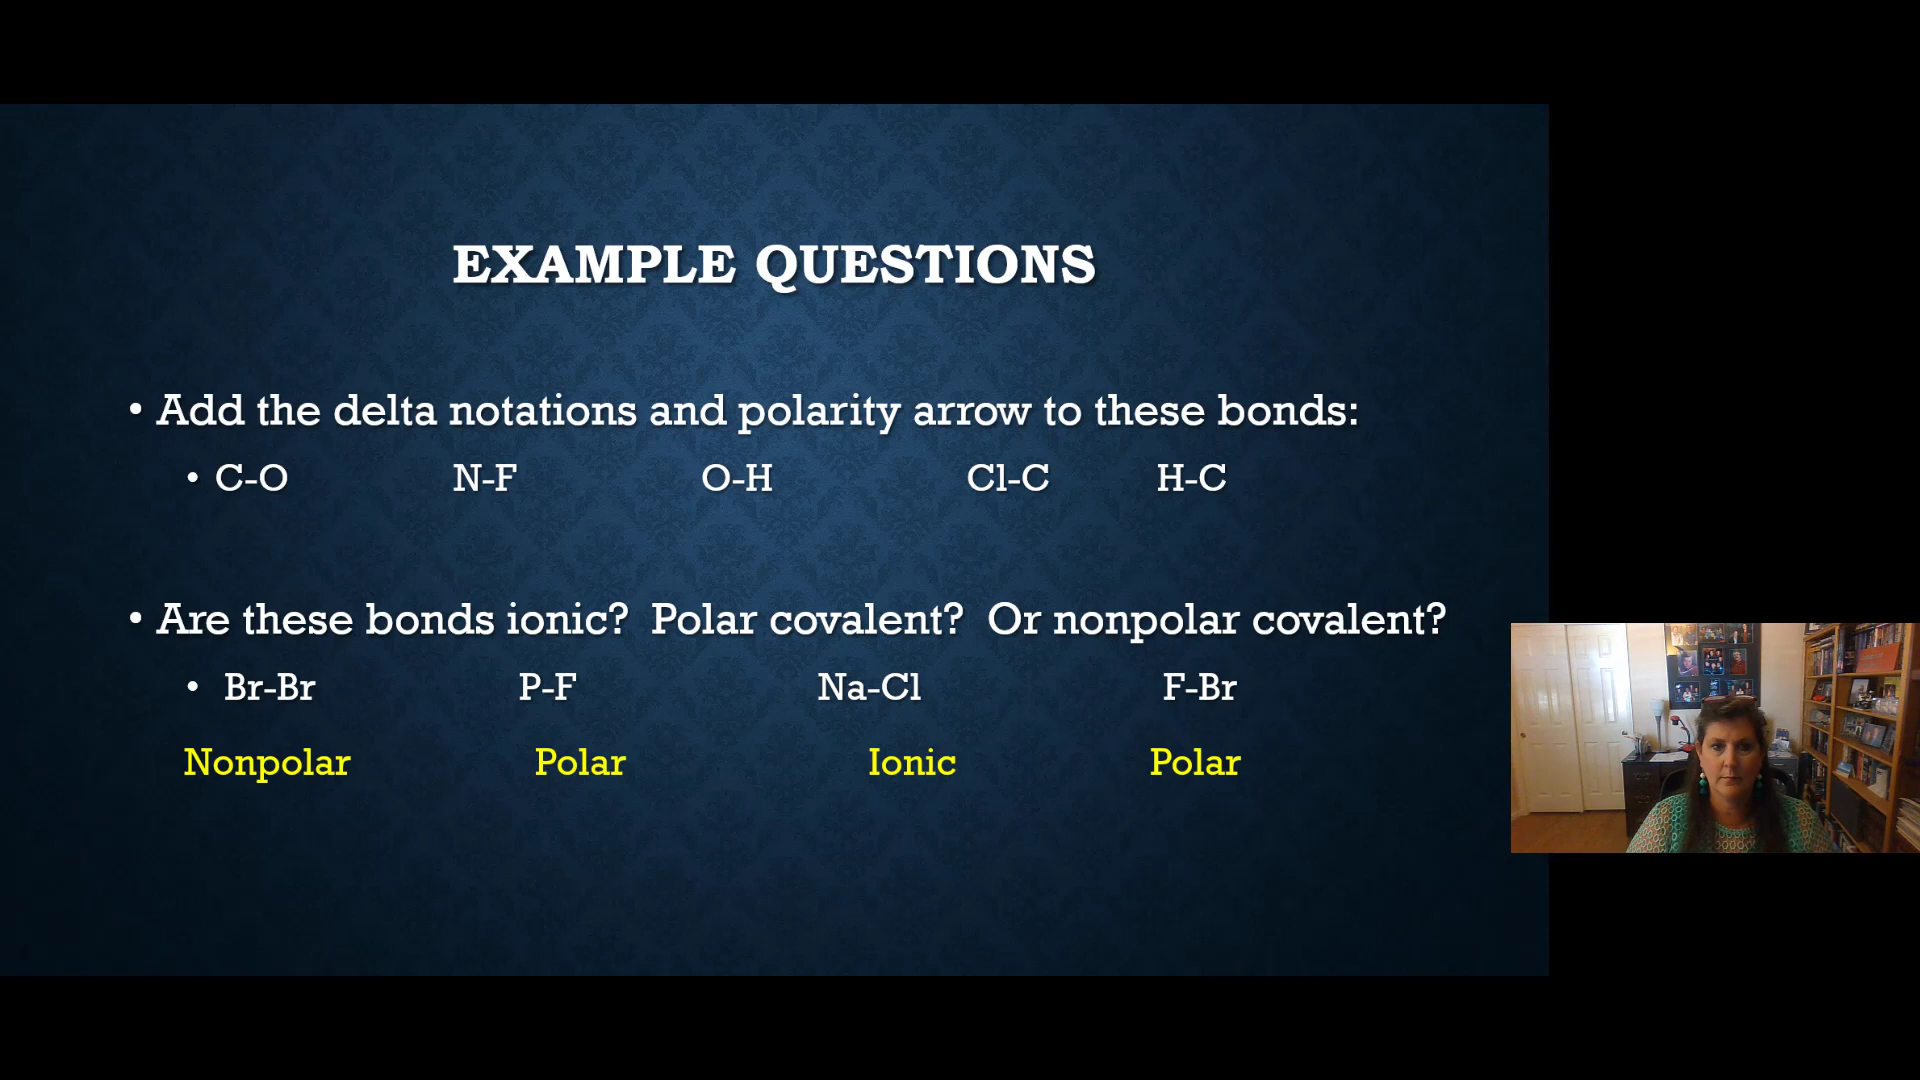 EXAMPLE QUESTIONS
• Add the delta notations and polarity arrow to these bonds:
• C-O N-F O-H Cl-C H-C
• Are these bonds ionic? Polar covalent? Or nonpolar covalent?
• Br-Br P-F Na-Cl F-Br
Nonpolar Polar Ionic Polar